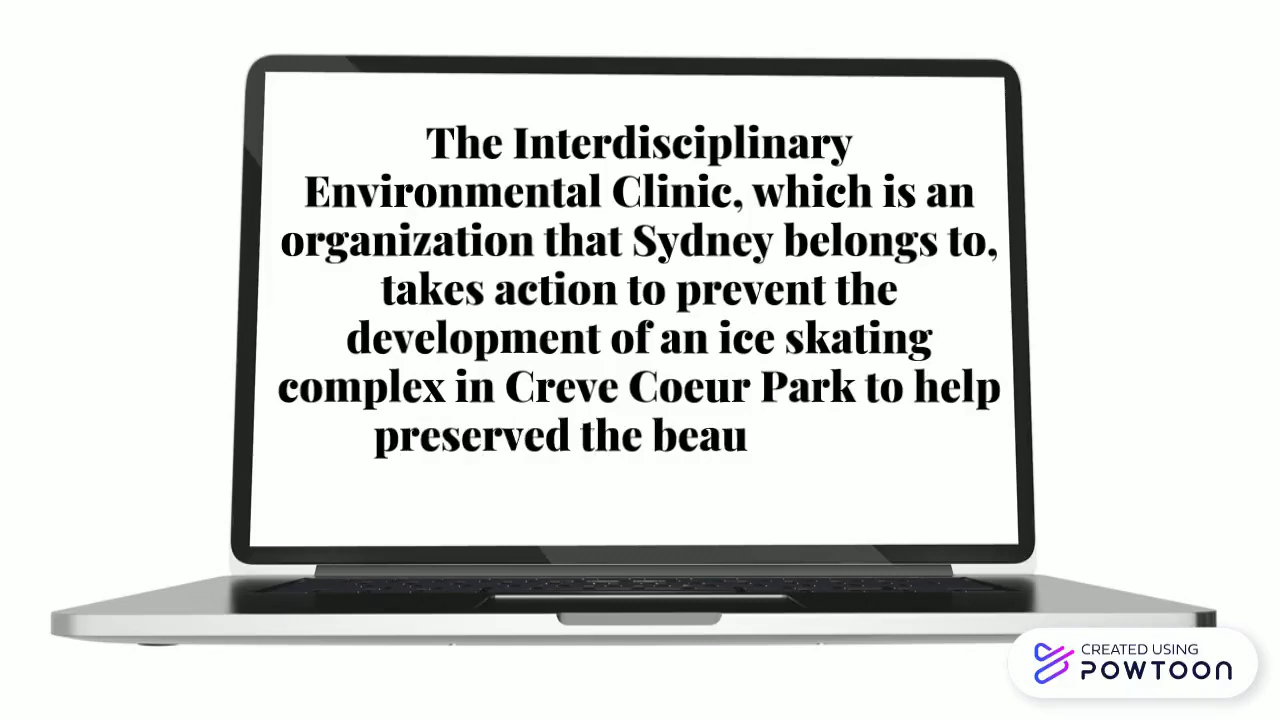 The Interdisciplinary
Environmental Clinic, which is an
organization that Sydney belongs to,
takes action to prevent the
development of an ice skating
complex in Creve Coeur Park to help
preserved the beau
CREATED USING
POWTOON